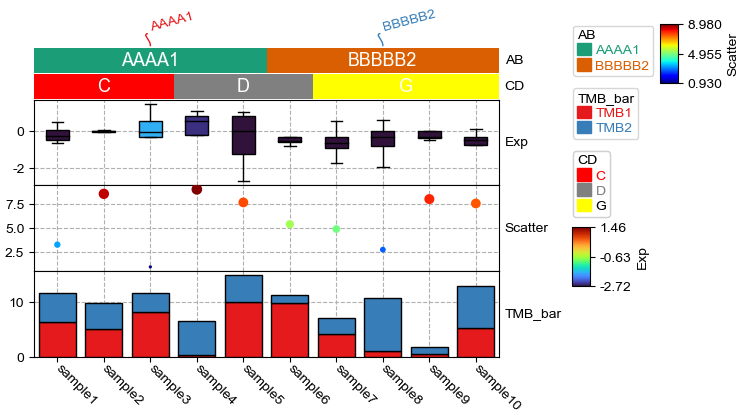 AAAA1
BBBBB2
AAAA1
BBBBB2
AB
C
D
G
CD
0
-2
Exp
7.5
5.0
2.5
Scatter
10
0
TMB_bar
sample1
sample2
sample3
sample4
sample5
sample6
sample7
sample8
sample9
sample10
AB
AAAA1
BBBBB2
TMB_bar
TMB1
TMB2
CD
C
D
G
1.46
-0.63
-2.72
Exp
8.980
4.955
0.930
Scatter